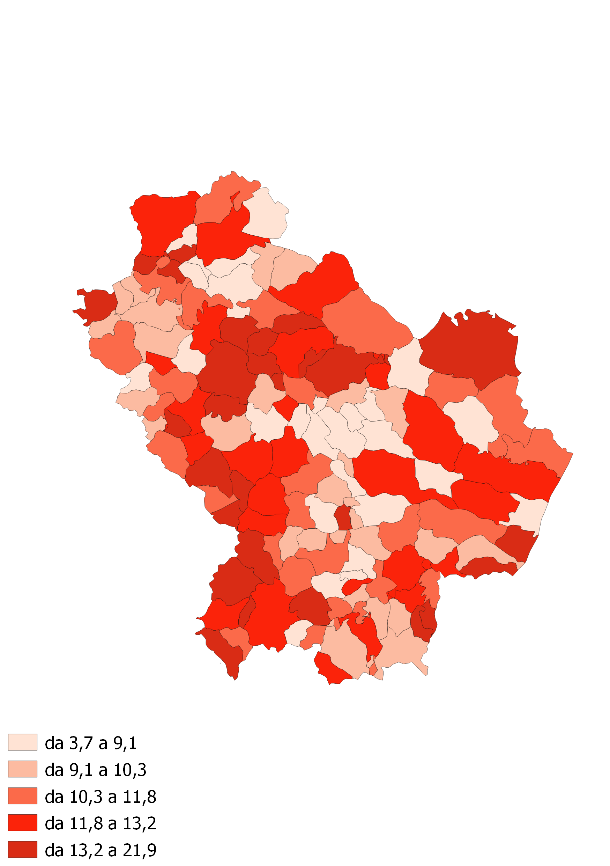 da 3,7 a 9,1
da 9,1 a 10,3
da 10,3 a 11,8
da 11,8 a 13,2
da 13,2 a 21,9